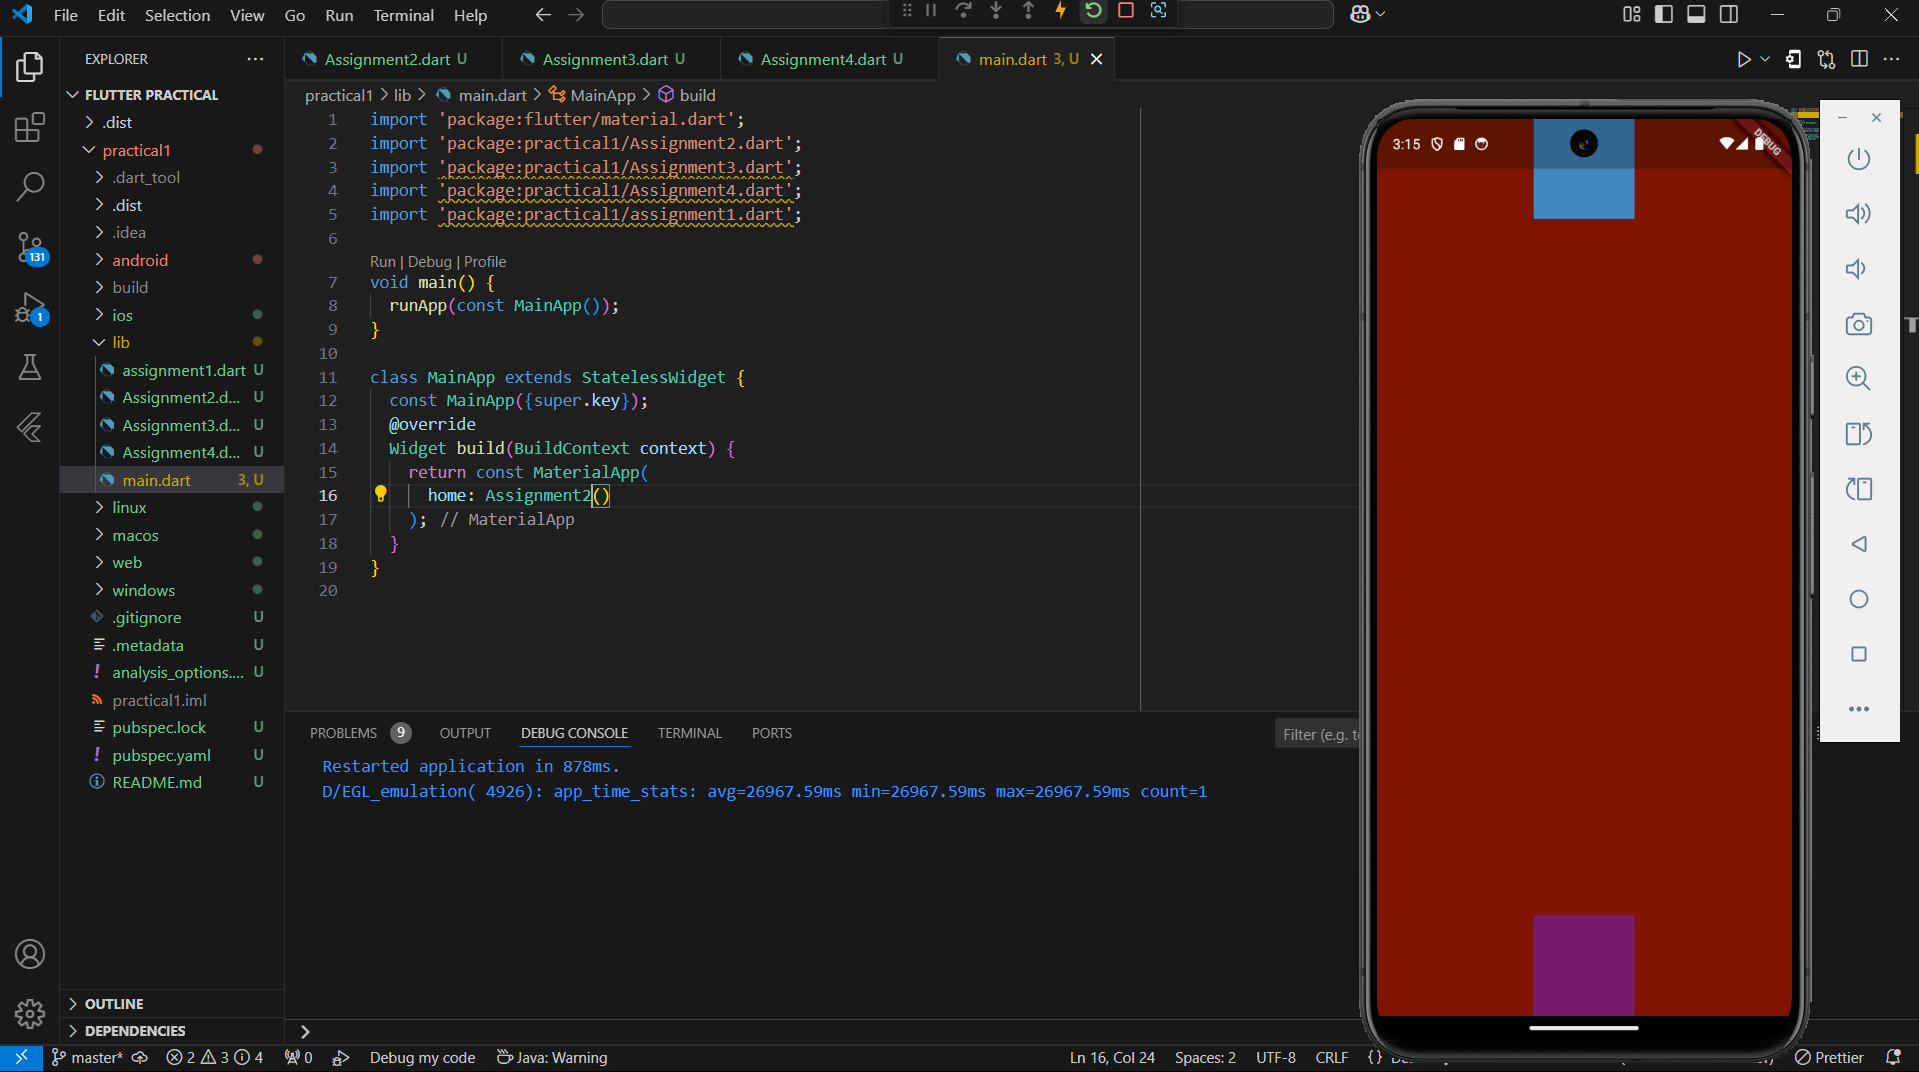 File Edit Selection View Go Run Terminal Help
EXPLORER
FLUTTER PRACTICAL
.dist
practical1
.dart_tool
.dist
.idea
android
build
ios
lib
assignment1.dart U
Assignment2.d... U
Assignment3.d... U
Assignment4.d... U
main.dart 3, U
linux
macos
web
windows
.gitignore U
.metadata U
analysis_options.... U
practical1.iml
pubspec.lock U
pubspec.yaml U
README.md U
OUTLINE
DEPENDENCIES
131
1
Assignment2.dart U
Assignment3.dart U
Assignment4.dart U
main.dart 3, U
practical1 > lib > main.dart > MainApp > build
1 import 'package:flutter/material.dart';
2 import 'package:practical1/Assignment2.dart';
3 import 'package:practical1/Assignment3.dart';
4 import 'package:practical1/Assignment4.dart';
5 import 'package:practical1/assignment1.dart';
6
Run | Debug | Profile
7 void main() {
8 runApp(const MainApp());
9 }
10
11 class MainApp extends StatelessWidget {
12 const MainApp({super.key});
13 @override
14 Widget build(BuildContext context) {
15 return const MaterialApp(
16 home: Assignment2()
17 ); // MaterialApp
18 }
19 }
20
PROBLEMS 9 OUTPUT DEBUG CONSOLE TERMINAL PORTS
Filter (e.g. t
Restarted application in 878ms.
D/EGL_emulation( 4926): app_time_stats: avg=26967.59ms min=26967.59ms max=26967.59ms count=1
3:15
DEBUG
master* 2 3 4 0 Debug my code Java: Warning
Ln 16, Col 24 Spaces: 2 UTF-8 CRLF {} Prettier